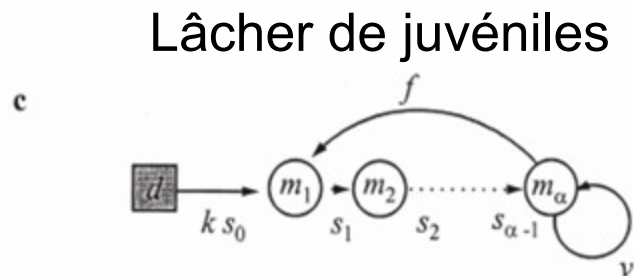 Lâcher de juvéniles
c
f
d
m₁
m₂
mα
k s₀
s₁
s₂
sα-1
v